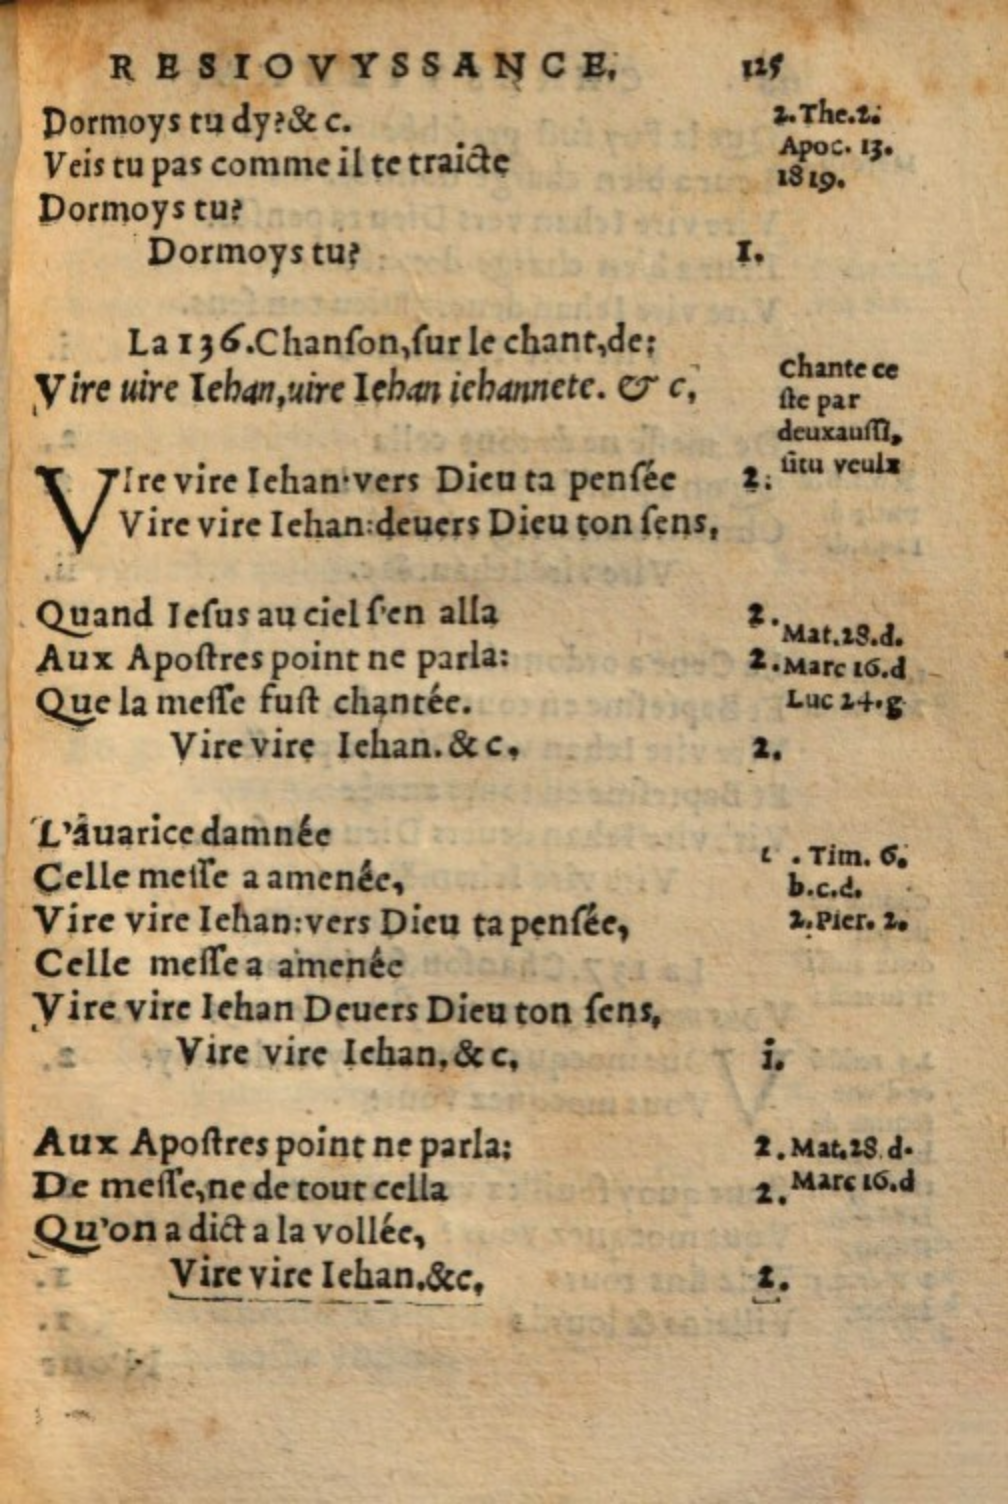 RESIOVYSSANCE. 125
Dormoys tu dy?& c.
2. The. 2.
Veis tu pas comme il te traicte
Apoc. 13.
18 19.
Dormoys tu?
Dormoys tu? 1.
La 136. Chanſon, ſur le chant, de:
Vire uire Iehan, uire Iehan iehannete. & c,
Chante ce
ſte par
deux auſſi,
ſi tu veulx
VIre vire Iehan: vers Dieu ta penſée 2.
Vire vire Iehan: deuers Dieu ton ſens,
Quand Ieſus au ciel ſ'en alla 2.
Mat. 28. d.
Aux Apoſtres point ne parla: 2.
Marc 16. d
Que la meſſe fuſt chantée.
Luc 24. g
Vire vire Iehan. & c. 2.
L'auarice damnée
Celle meſſe a amenée,
1. Tim. 6.
b. c. d.
Vire vire Iehan: vers Dieu ta penſée,
2. Pier. 2.
Celle meſſe a amenée
Vire vire Iehan Deuers Dieu ton ſens,
Vire vire Iehan, & c, i.
Aux Apoſtres point ne parla: 2.
Mat. 28 d.
De meſſe, ne de tout cella 2.
Marc 16. d
Qu'on a dict a la vollée,
Vire vire Iehan. &c. 2.